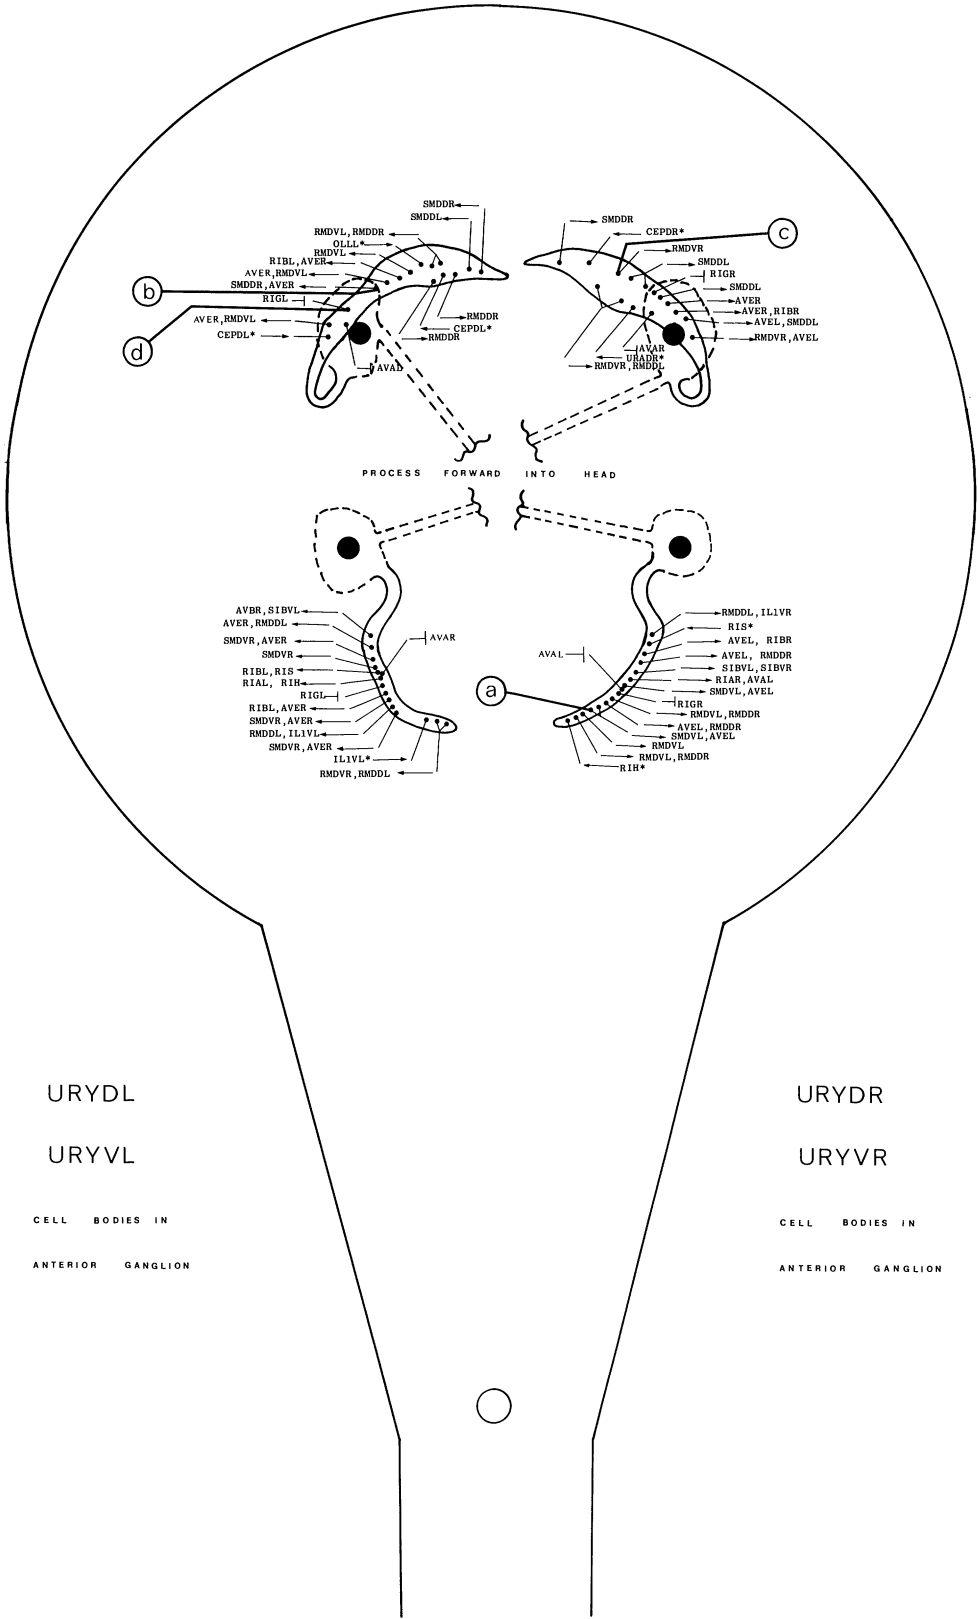 SMDDR
SMDDL
RMDVL, RMDDR
OLLL*
RMDVL
RIBL, AVER
AVER, RMDVL
SMDDR, AVER
b
RIGL
d
AVER, RMDVL
CEPDL*
AVAL
RMDDR
CEPDL*
RMDDR
SMDDR
CEPDR*
c
RMDVR
SMDDL
RIGR
SMDDL
AVER
AVER, RIBR
AVEL, SMDDL
RMDVR, AVEL
AVAR
URADR*
RMDVR, RMDDL
PROCESS FORWARD INTO HEAD
AVBR, SIBVL
AVER, RMDDL
SMDVR, AVER
SMDVR
RIBL, RIS
RIAL, RIH
RIGL
RIBL, AVER
SMDVR, AVER
RMDDL, IL1VL
SMDVR, AVER
IL1VL*
RMDVR, RMDDL
AVAR
AVAL
a
RMDDL, IL1VR
RIS*
AVEL, RIBR
AVEL, RMDDR
SIBVL, SIBVR
RIAR, AVAL
SMDVL, AVEL
RIGR
RMDVL, RMDDR
AVEL, RMDDR
SMDVL, AVEL
RMDVL
RMDVL, RMDDR
RIH*
URYDL
URYVL
CELL BODIES IN
ANTERIOR GANGLION
URYDR
URYVR
CELL BODIES IN
ANTERIOR GANGLION